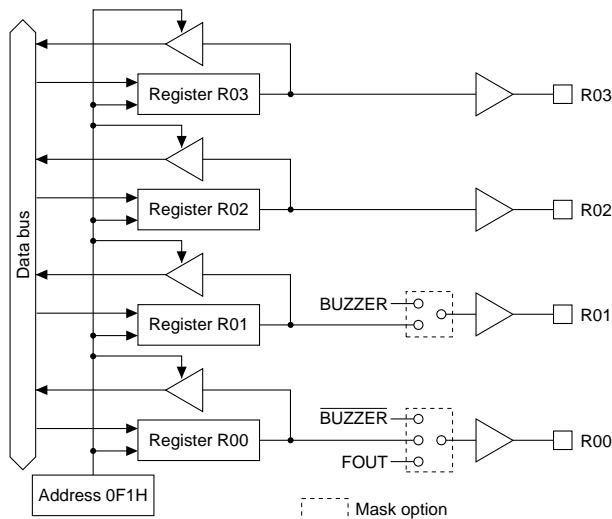 Data bus
Register R03
R03
Register R02
R02
BUZZER
Register R01
R01
B̅U̅Z̅Z̅E̅R̅
Register R00
R00
FOUT
Address 0F1H
Mask option